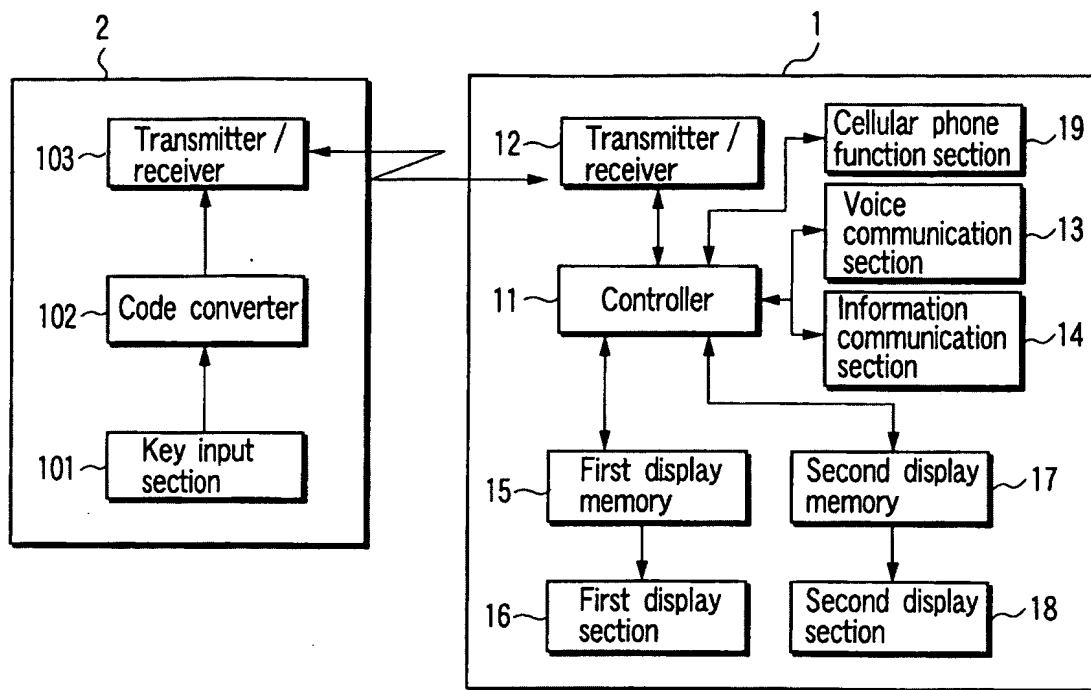 2
103
Transmitter /
receiver
102
Code converter
101
Key input
section
1
12
Transmitter /
receiver
Cellular phone
function section
19
Voice
communication
section
13
11
Controller
Information
communication
section
14
15
First display
memory
Second display
memory
17
16
First display
section
Second display
section
18